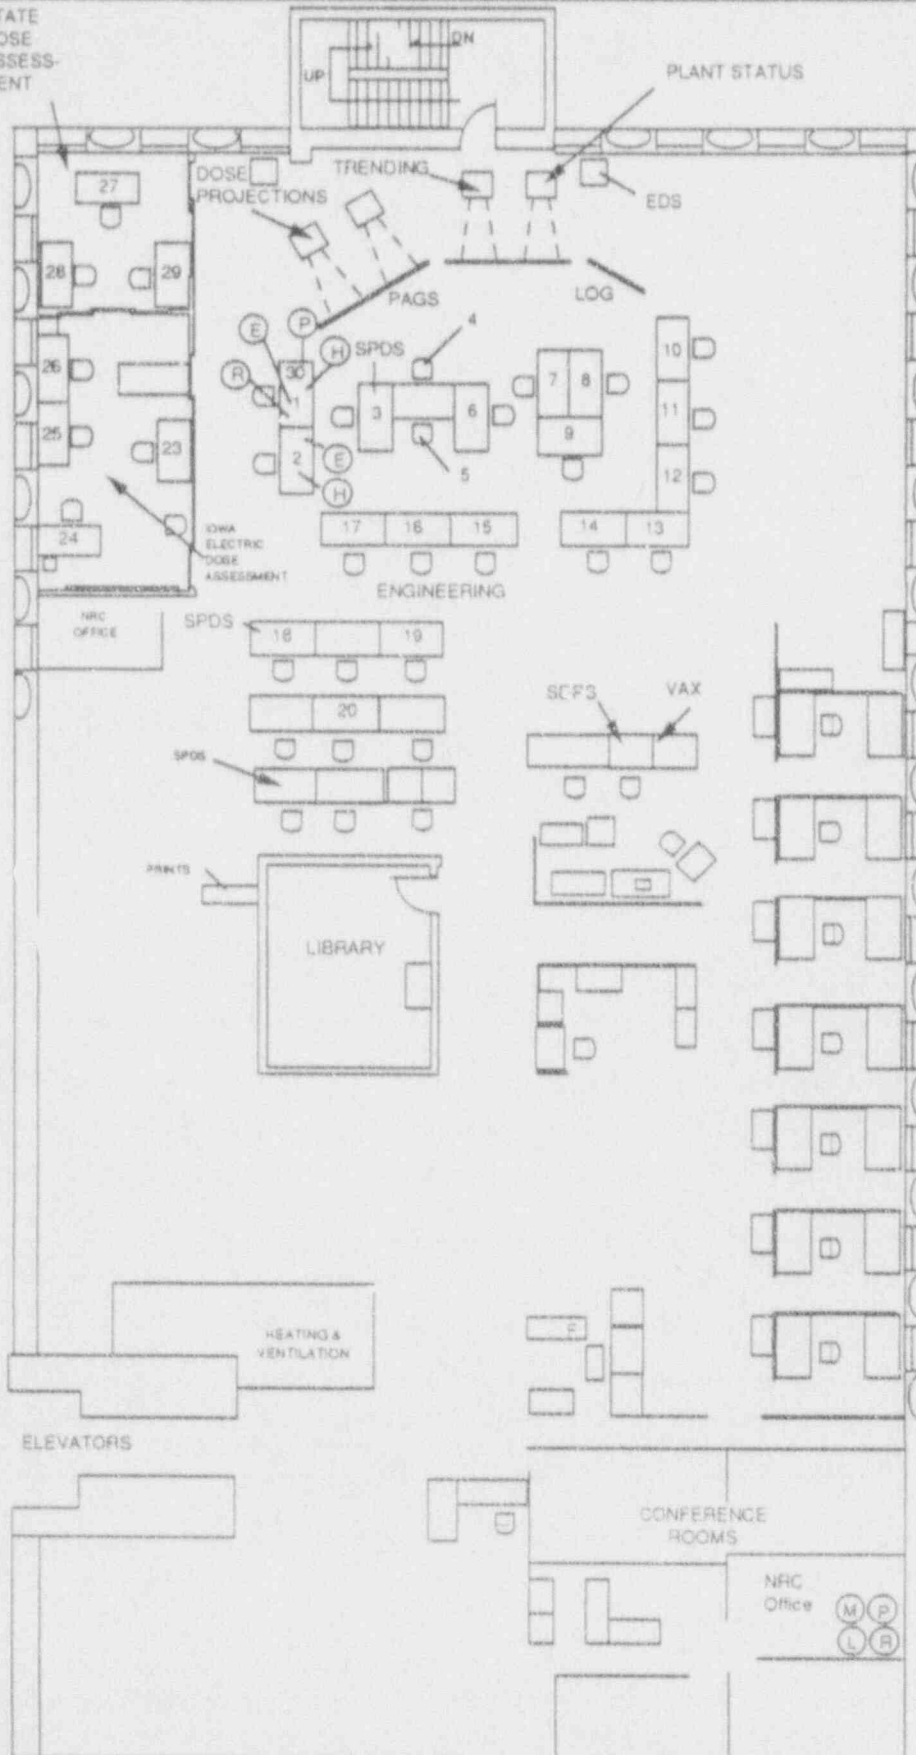 TATE
OSE
SSESS-
ENT
UP
DN
PLANT STATUS
27
DOSE
PROJECTIONS
TRENDING
EDS
28
29
PAGS
LOG
E
P
H
R
SPDS
4
30
1
26
3
6
7
8
10
11
25
23
2
E
H
5
9
12
24
17
16
15
14
13
IOWA
ELECTRIC
DOSE
ASSESSMENT
ENGINEERING
NRC
OFFICE
SPDS
18
19
20
VAX
SPDS
PRINTS
LIBRARY
HEATING &
VENTILATION
ELEVATORS
CONFERENCE
ROOMS
NRC
Office
M
P
L
R